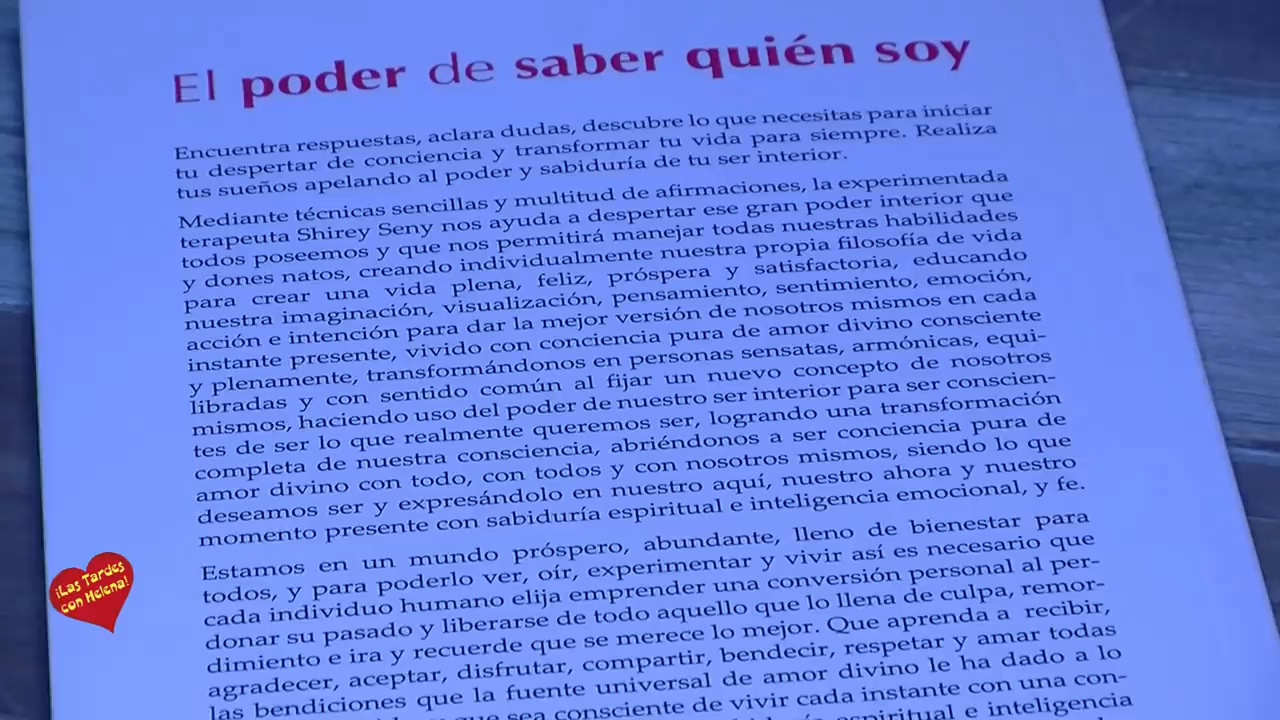 El poder de saber quién soy
Encuentra respuestas, aclara dudas, descubre lo que necesitas para iniciar
tu despertar de conciencia y transformar tu vida para siempre. Realiza
tus sueños apelando al poder y sabiduría de tu ser interior.
Mediante técnicas sencillas y multitud de afirmaciones, la experimentada
terapeuta Shirey Seny nos ayuda a despertar ese gran poder interior que
todos poseemos y que nos permitirá manejar todas nuestras habilidades
y dones natos, creando individualmente nuestra propia filosofía de vida
para crear una vida plena, feliz, próspera y satisfactoria, educando
nuestra imaginación, visualización, pensamiento, sentimiento, emoción,
acción e intención para dar la mejor versión de nosotros mismos en cada
instante presente, vivido con conciencia pura de amor divino consciente
y plenamente, transformándonos en personas sensatas, armónicas, equi-
libradas y con sentido común al fijar un nuevo concepto de nosotros
mismos, haciendo uso del poder de nuestro ser interior para ser conscien-
tes de ser lo que realmente queremos ser, logrando una transformación
completa de nuestra consciencia, abriéndonos a ser conciencia pura de
amor divino con todo, con todos y con nosotros mismos, siendo lo que
deseamos ser y expresándolo en nuestro aquí, nuestro ahora y nuestro
momento presente con sabiduría espiritual e inteligencia emocional, y fe.
Estamos en un mundo próspero, abundante, lleno de bienestar para
todos, y para poderlo ver, oír, experimentar y vivir así es necesario que
cada individuo humano elija emprender una conversión personal al per-
donar su pasado y liberarse de todo aquello que lo llena de culpa, remor-
dimiento e ira y recuerde que se merece lo mejor. Que aprenda a recibir,
agradecer, aceptar, disfrutar, compartir, bendecir, respetar y amar todas
las bendiciones que la fuente universal de amor divino le ha dado a lo
y que sea consciente de vivir cada instante con una con-
espiritual e inteligencia
¡Las Tardes
con Helena!